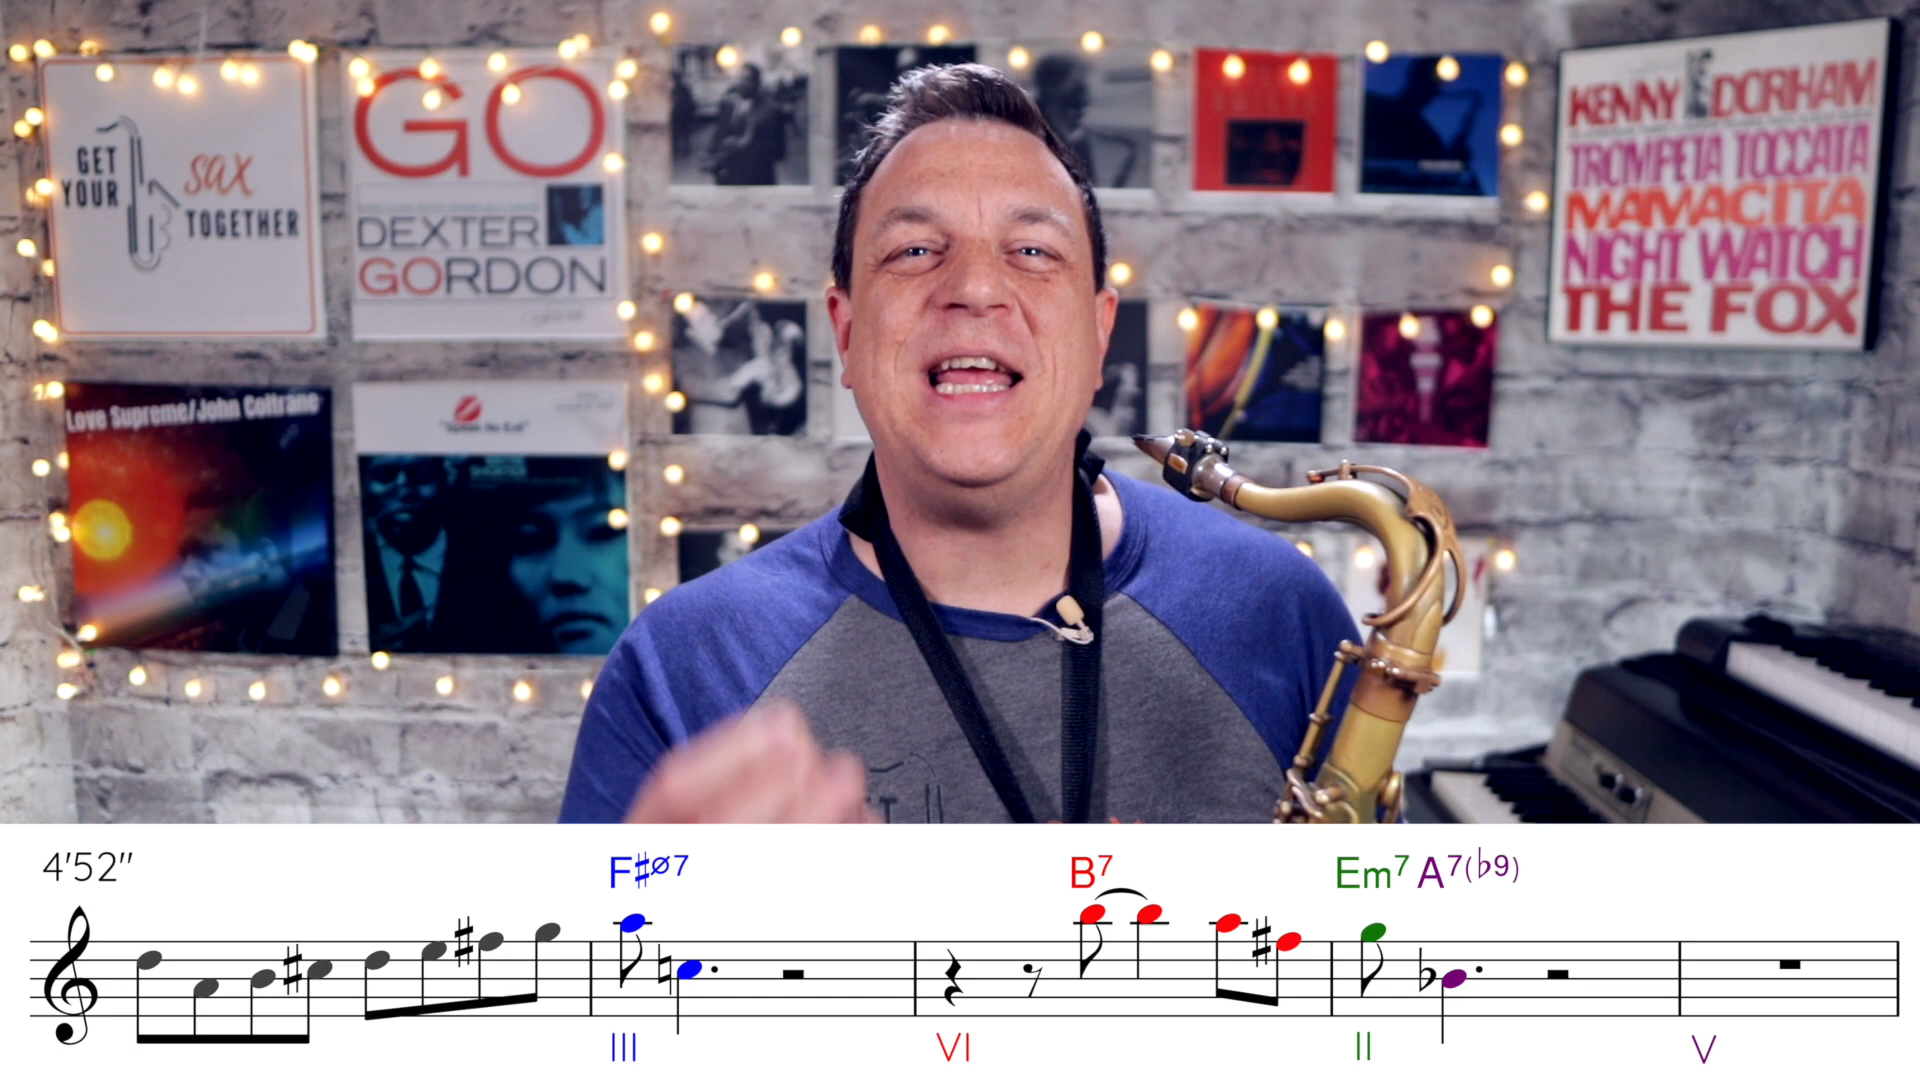 GET
YOUR
sax
TOGETHER
GO
DEXTER
GORDON
KENNY DORHAM
TROMPETA TOCCATA
MAMACITA
NIGHT WATCH
THE FOX
Love Supreme/John Coltrane
4'52"
F♯ø7
B7
Em7 A7(♭9)
III
VI
II
V